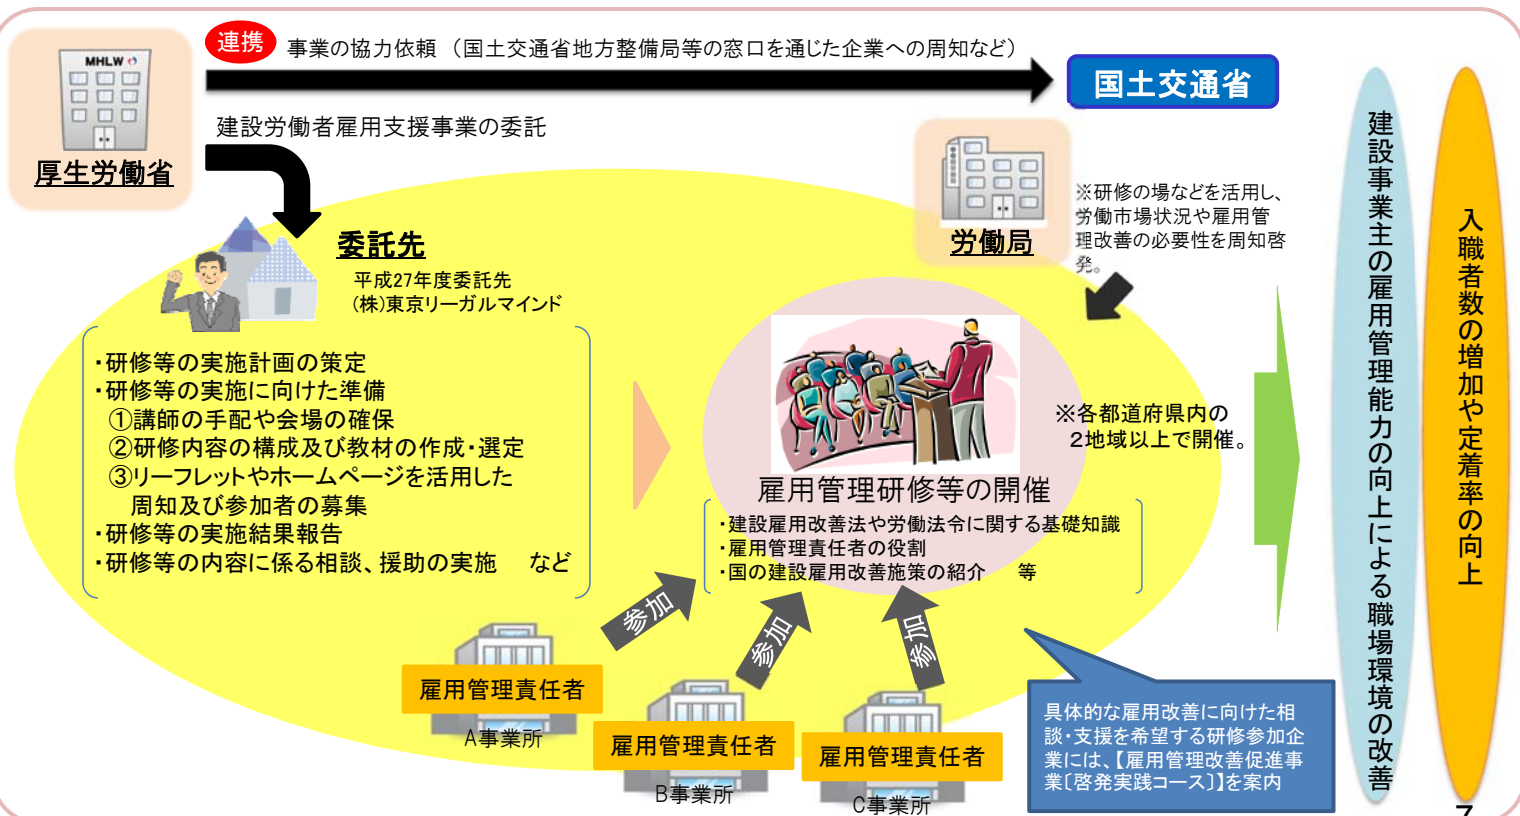 連携
事業の協力依頼 （国土交通省地方整備局等の窓口を通じた企業への周知など）
MHLW
国土交通省
建設労働者雇用支援事業の委託
厚生労働省
委託先
平成27年度委託先
(株)東京リーガルマインド
・研修等の実施計画の策定
・研修等の実施に向けた準備
①講師の手配や会場の確保
②研修内容の構成及び教材の作成・選定
③リーフレットやホームページを活用した
周知及び参加者の募集
・研修等の実施結果報告
・研修等の内容に係る相談、援助の実施 など
労働局
※研修の場などを活用し、
労働市場状況や雇用管
理改善の必要性を周知啓
発。
※各都道府県内の
２地域以上で開催。
雇用管理研修等の開催
・建設雇用改善法や労働法令に関する基礎知識
・雇用管理責任者の役割
・国の建設雇用改善施策の紹介 等
参加
参加
参加
雇用管理責任者
A事業所
雇用管理責任者
B事業所
雇用管理責任者
C事業所
具体的な雇用改善に向けた相
談・支援を希望する研修参加企
業には、【雇用管理改善促進事
業〔啓発実践コース〕】を案内
建設事業主の雇用管理能力の向上による職場環境の改善
入職者数の増加や定着率の向上
7